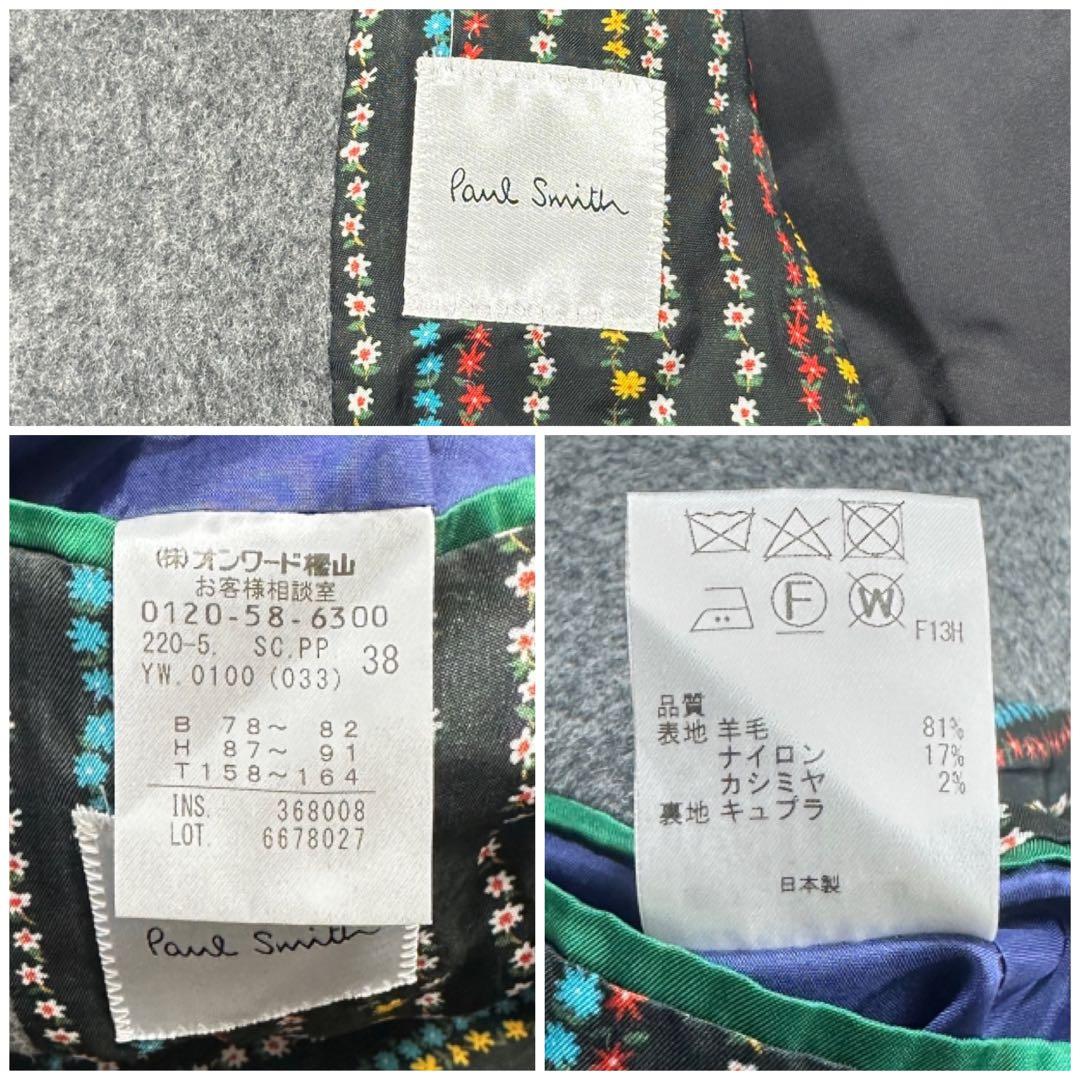 Paul Smith
(株)オンワード樫山
お客様相談室
0120-58-6300
220-5. SC.PP 38
YW.0100 (033)
B 78～ 82
H 87～ 91
T158～164
INS. 368008
LOT. 6678027
Paul Smith
F
W
F13H
品質
表地 羊毛 81%
ナイロン 17%
カシミヤ 2%
裏地 キュプラ
日本製